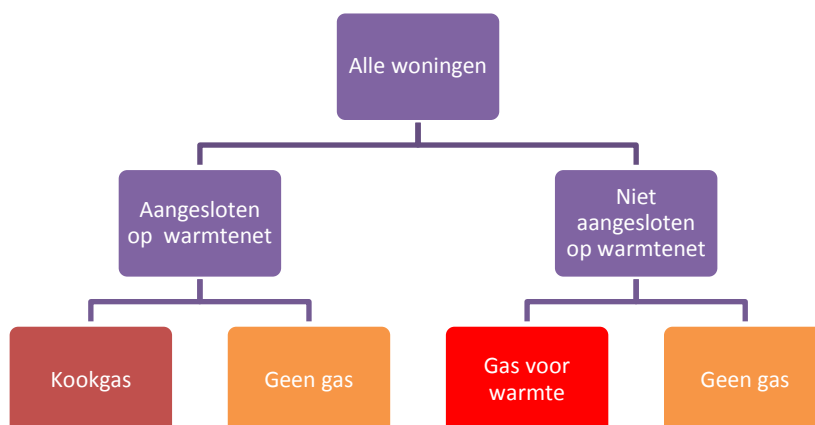 Alle woningen
Aangesloten
op warmtenet
Niet
aangesloten
op warmtenet
Kookgas
Geen gas
Gas voor
warmte
Geen gas